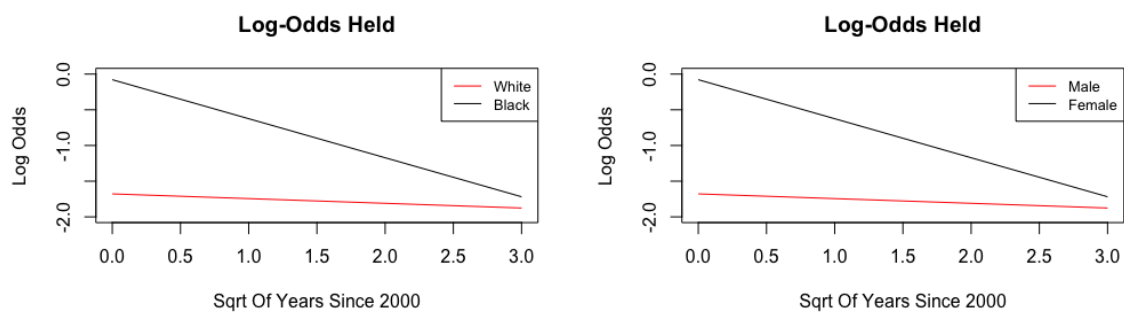 Log-Odds Held
Log Odds
0.0
-1.0
-2.0
White
Black
0.0 0.5 1.0 1.5 2.0 2.5 3.0
Sqrt Of Years Since 2000
Log-Odds Held
Log Odds
0.0
-1.0
-2.0
Male
Female
0.0 0.5 1.0 1.5 2.0 2.5 3.0
Sqrt Of Years Since 2000